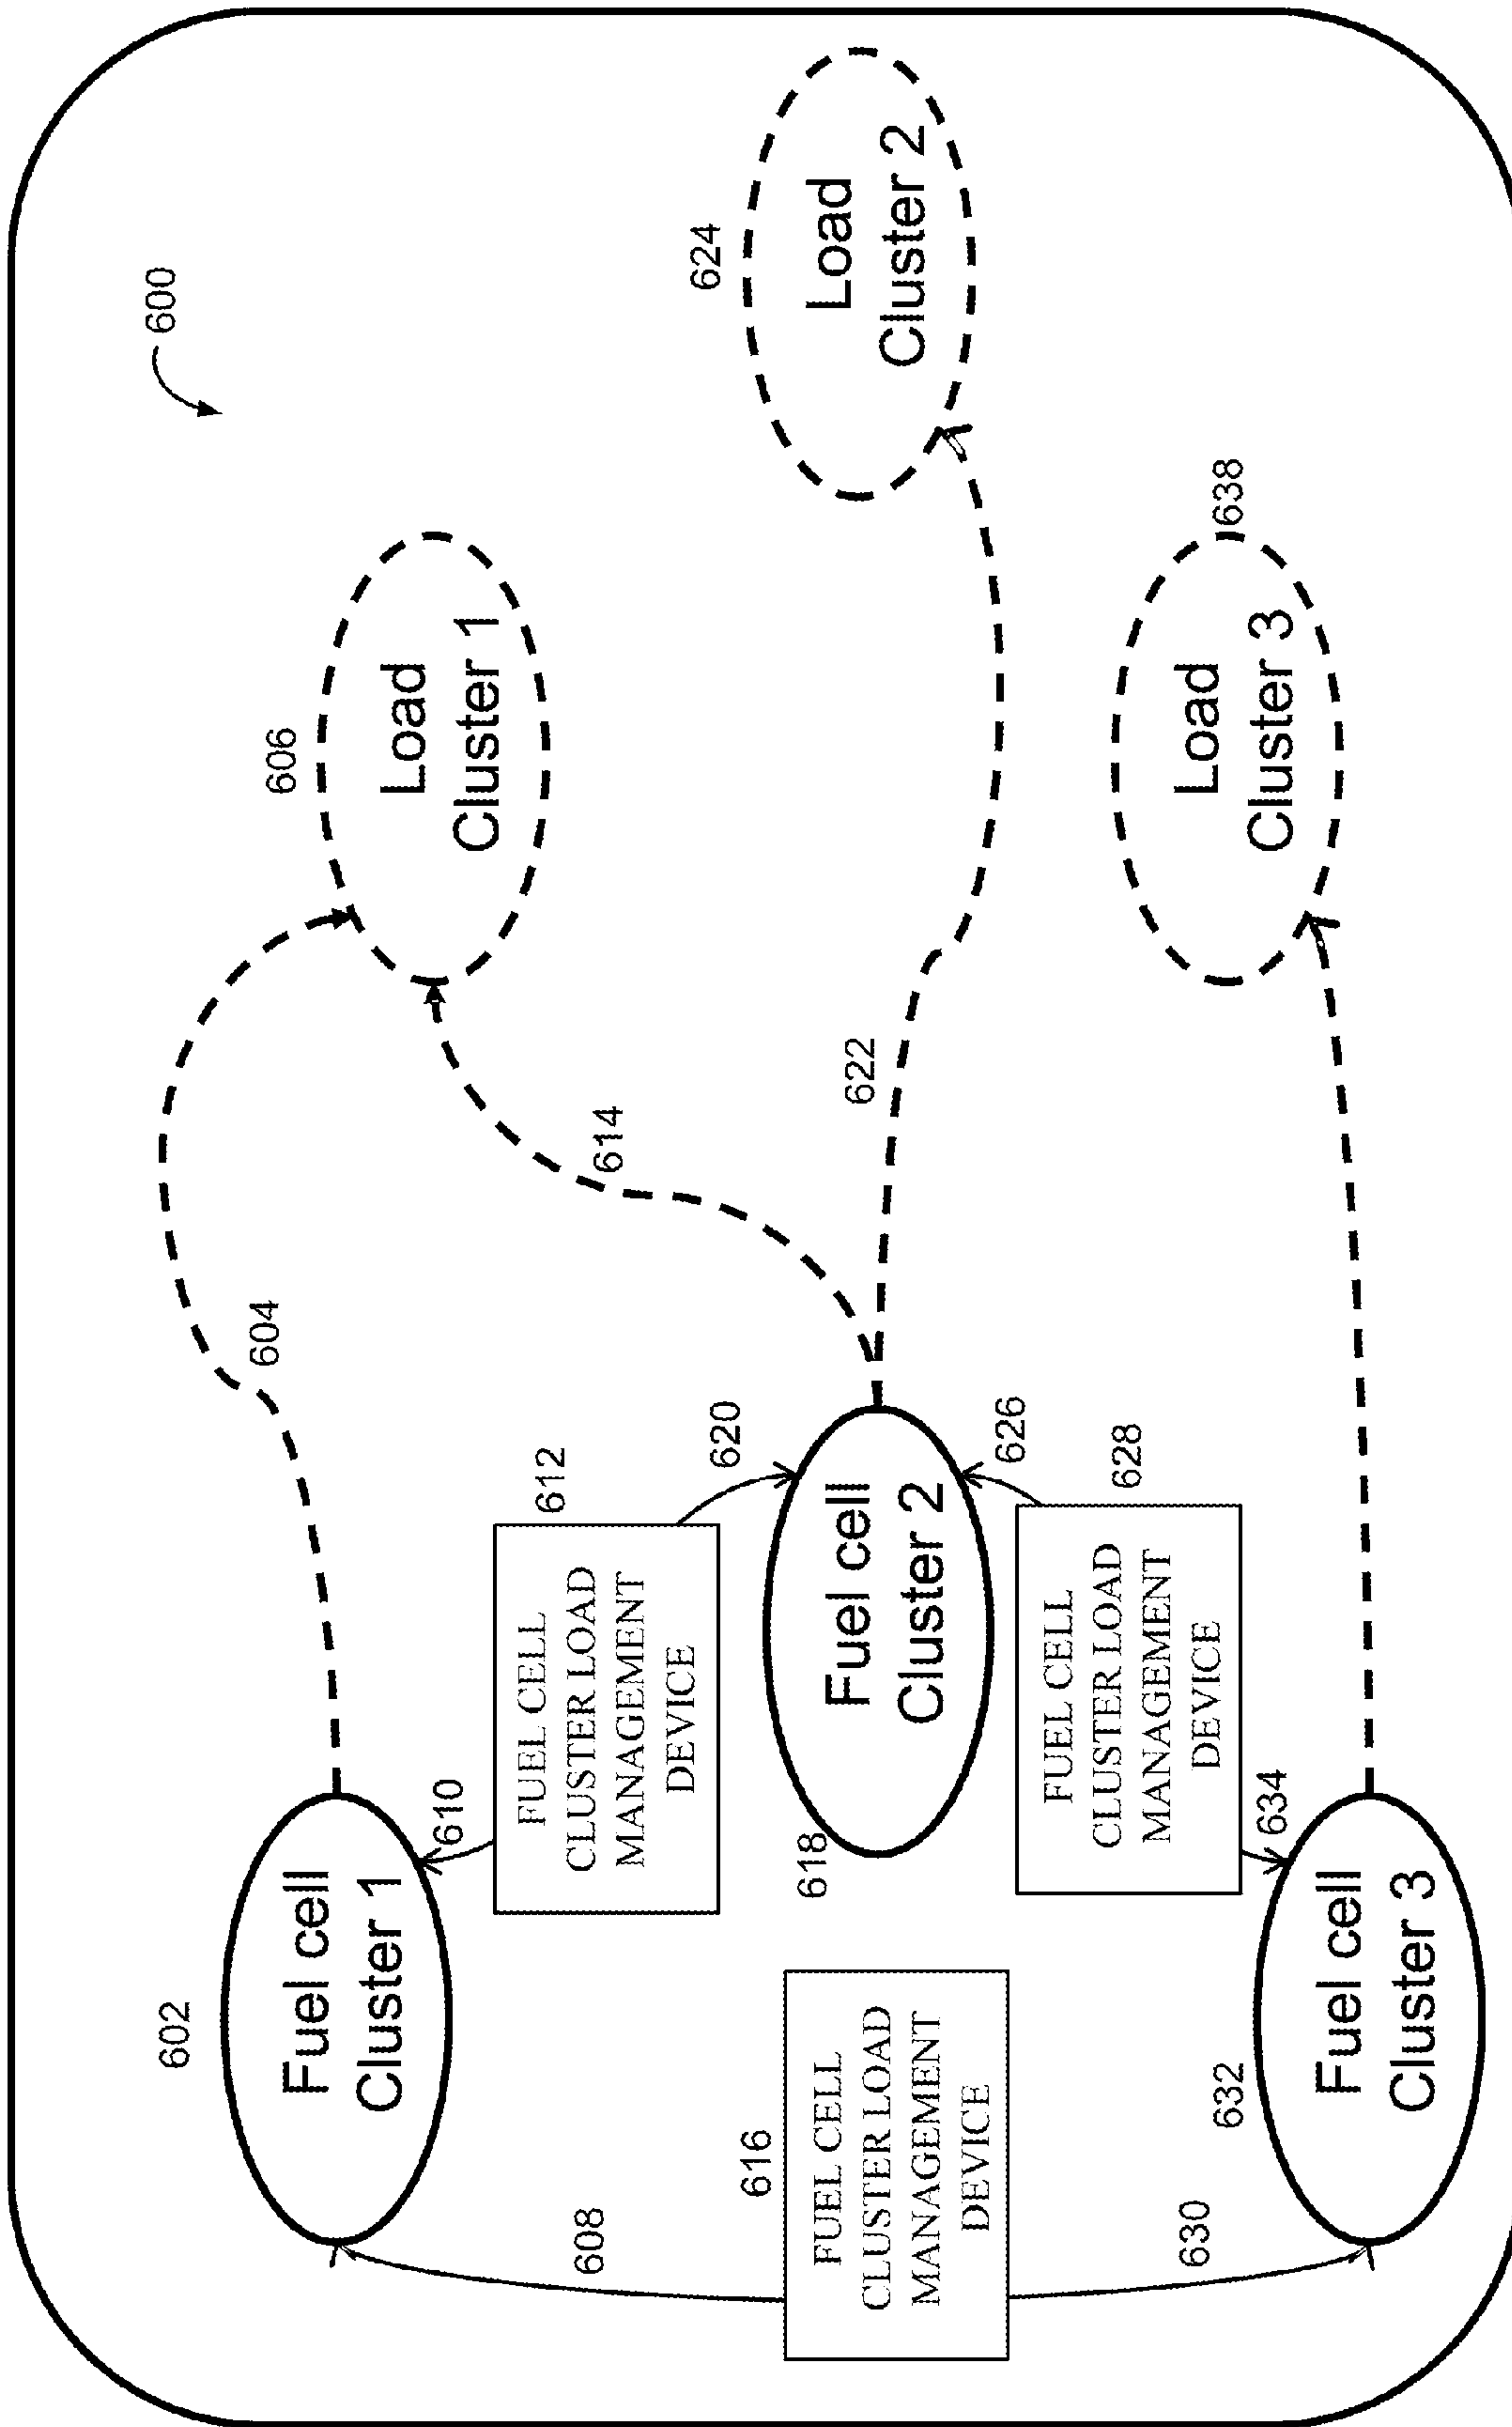 600
602
Fuel cell
Cluster 1
604
606
Load
Cluster 1
608
610
612
FUEL CELL
CLUSTER LOAD
MANAGEMENT
DEVICE
614
616
FUEL CELL
CLUSTER LOAD
MANAGEMENT
DEVICE
618
Fuel cell
Cluster 2
620
622
624
Load
Cluster 2
626
628
FUEL CELL
CLUSTER LOAD
MANAGEMENT
DEVICE
630
632
Fuel cell
Cluster 3
634
638
Load
Cluster 3